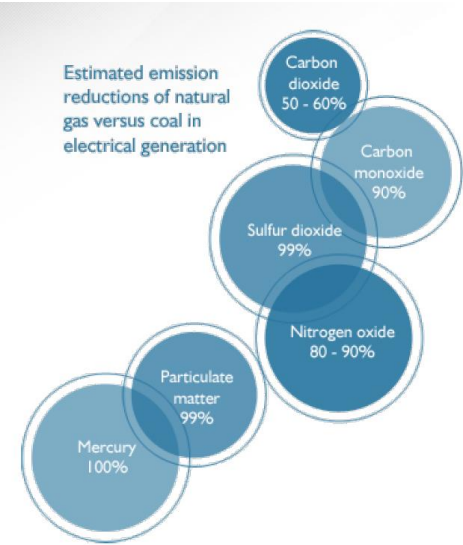 Estimated emission
reductions of natural
gas versus coal in
electrical generation
Carbon
dioxide
50 - 60%
Carbon
monoxide
90%
Sulfur dioxide
99%
Nitrogen oxide
80 - 90%
Particulate
matter
99%
Mercury
100%